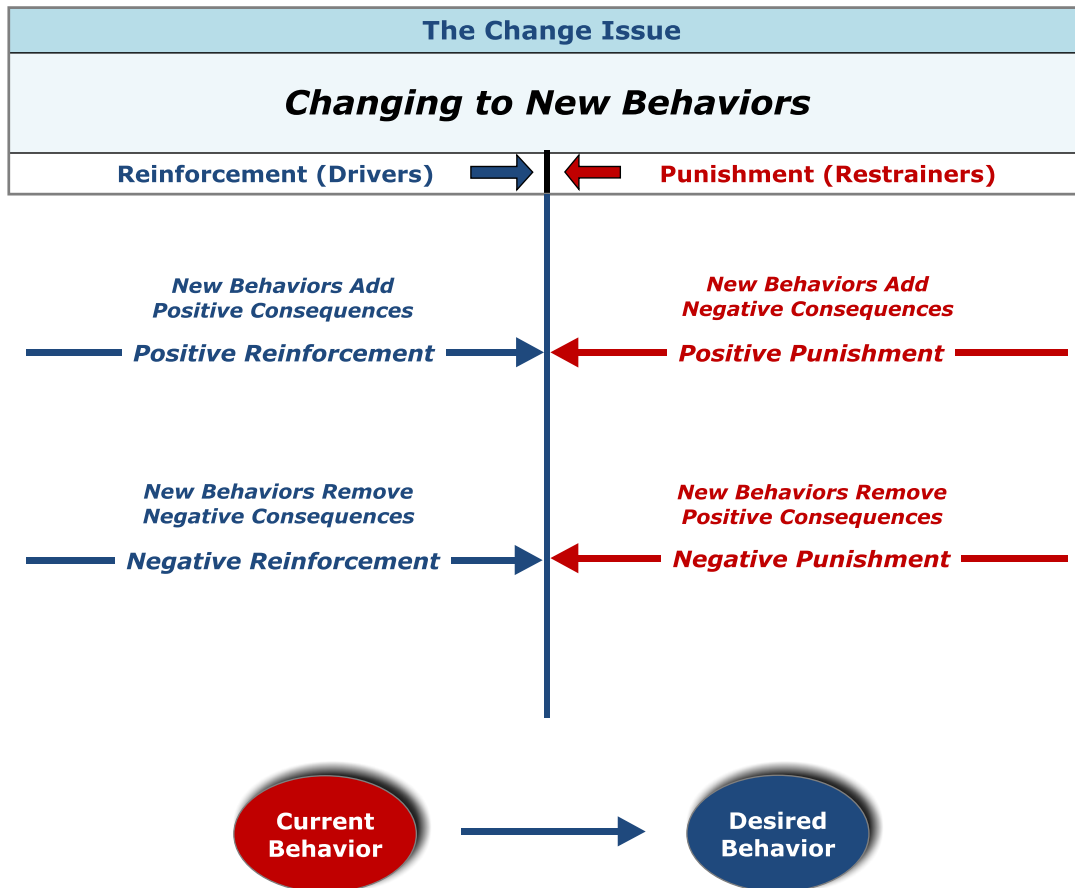 The Change Issue
Changing to New Behaviors
Reinforcement (Drivers)
Punishment (Restrainers)
New Behaviors Add
Positive Consequences
Positive Reinforcement
New Behaviors Add
Negative Consequences
Positive Punishment
New Behaviors Remove
Negative Consequences
Negative Reinforcement
New Behaviors Remove
Positive Consequences
Negative Punishment
Current
Behavior
Desired
Behavior